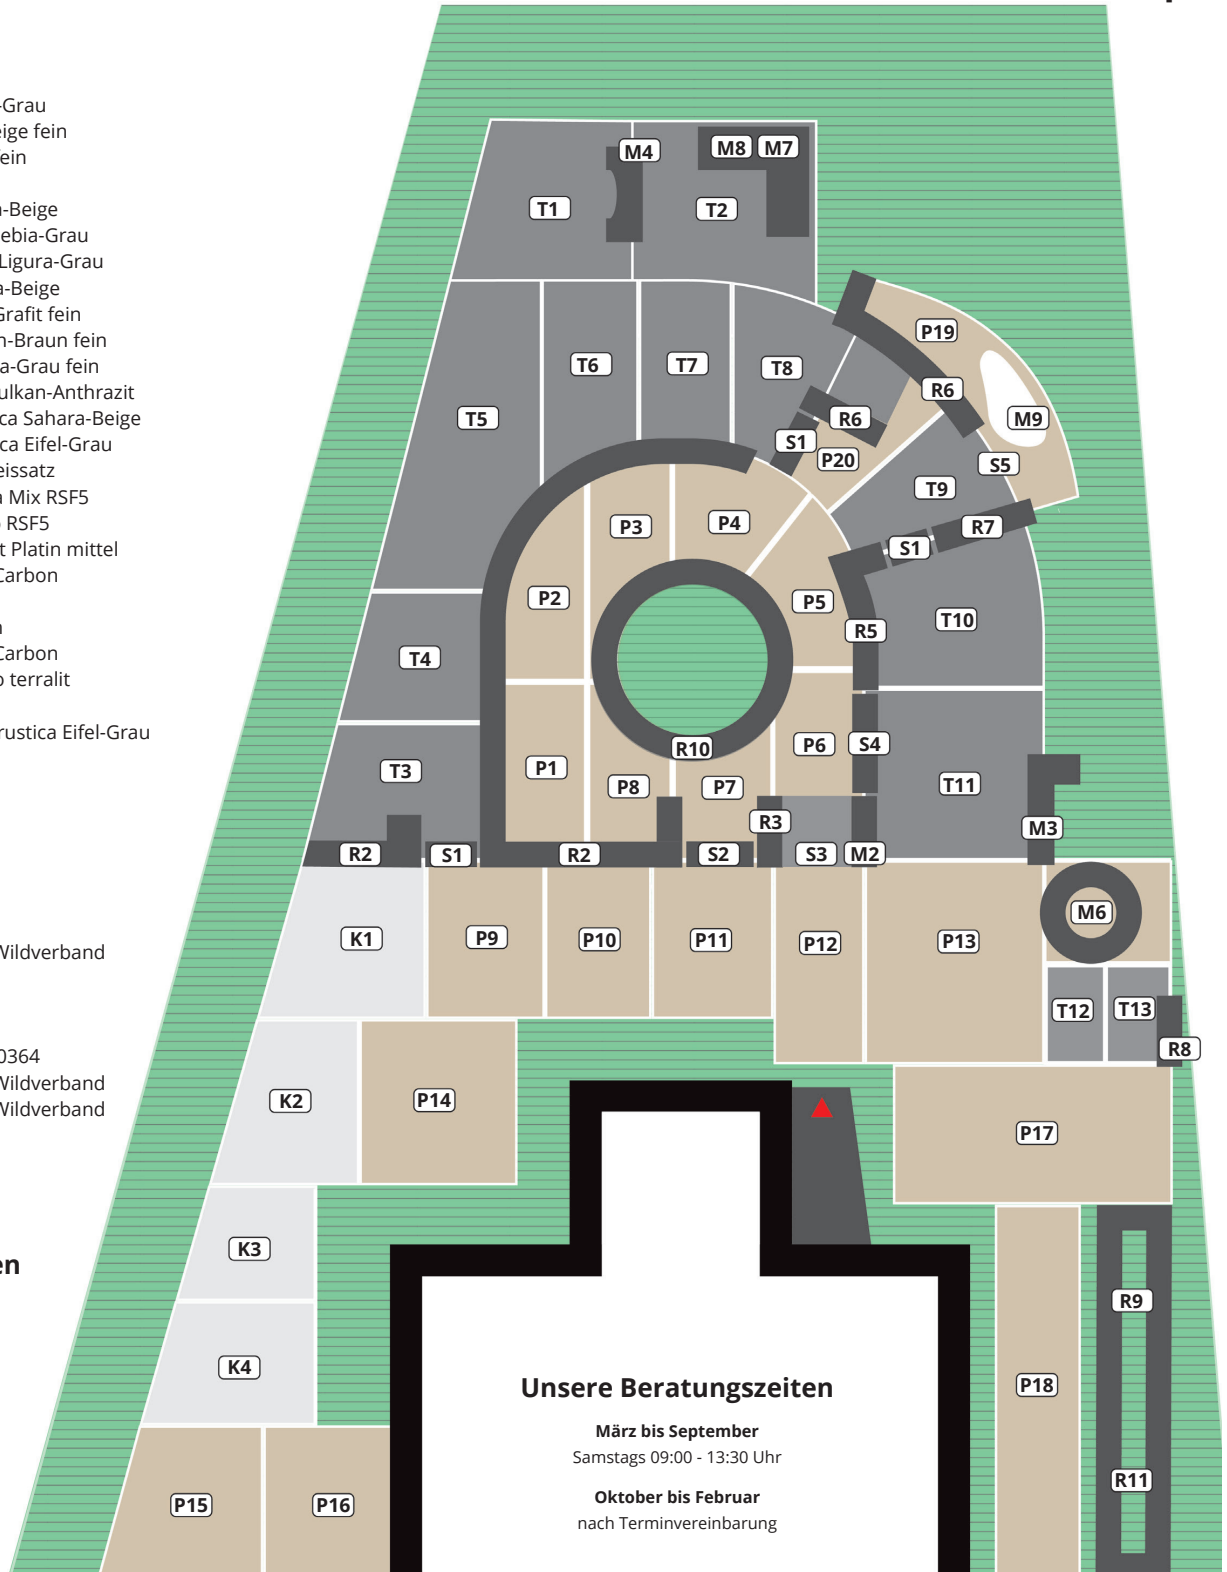 -Grau
eige fein
fein
a-Beige
ebia-Grau
Ligura-Grau
a-Beige
Grafit fein
n-Braun fein
a-Grau fein
ulkan-Anthrazit
ica Sahara-Beige
ica Eifel-Grau
eissatz
a Mix RSF5
o RSF5
t Platin mittel
Carbon
n
Carbon
o terralit
rustica Eifel-Grau
Wildverband
0364
Wildverband
Wildverband
en
M4
M8 M7
T1
T2
P19
T6
T7
T8
R6
T5
R6
M9
S1
P20
S5
T9
P3
P4
R7
S1
P2
P5
T10
R5
T4
R10
P6
S4
T3
P1
P8
P7
T11
R3
M3
R2
S1
R2
S2
S3
M2
M6
K1
P9
P10
P11
P12
P13
T12
T13
R8
K2
P14
P17
K3
R9
K4
P18
Unsere Beratungszeiten
März bis September
Samstags 09:00 - 13:30 Uhr
Oktober bis Februar
nach Terminvereinbarung
R11
P15
P16